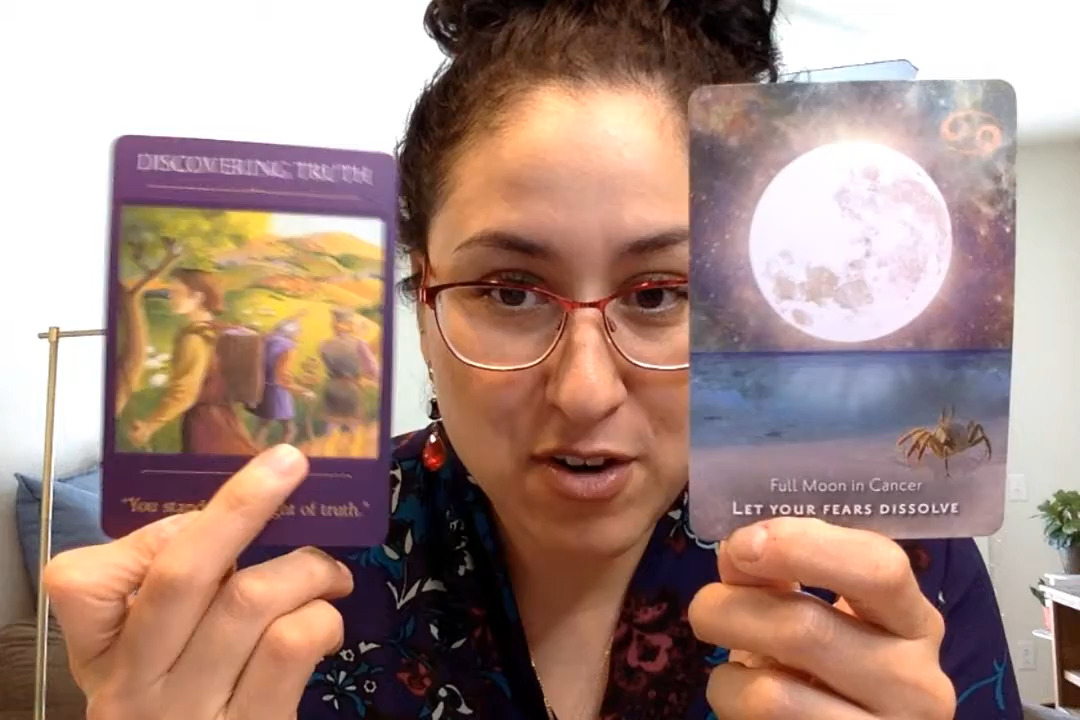 DISCOVERING TRUTH
"You stand ght of truth."
Full Moon in Cancer
LET YOUR FEARS DISSOLVE